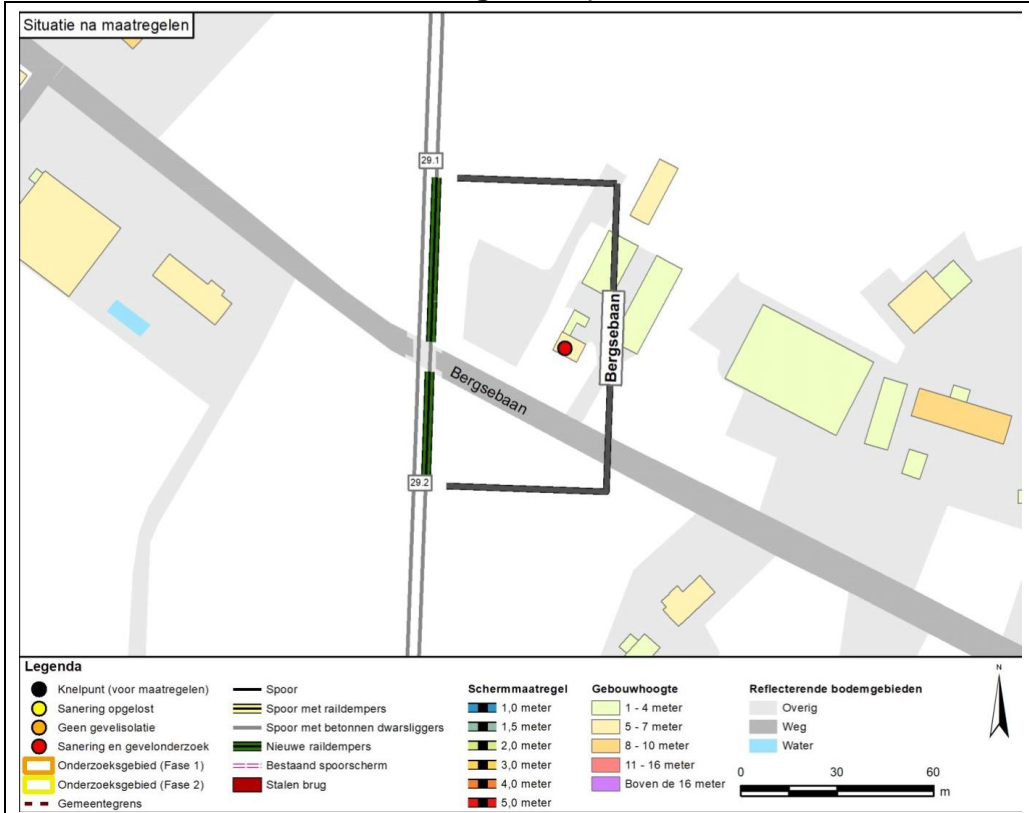 Situatie na maatregelen
29.1
Bergsebaan
Bergsebaan
29.2
Legenda
Knelpunt (voor maatregelen)
Sanering opgelost
Geen gevelisolatie
Sanering en gevelonderzoek
Onderzoeksgebied (Fase 1)
Onderzoeksgebied (Fase 2)
Gemeentegrens
Spoor
Spoor met raildempers
Spoor met betonnen dwarsliggers
Nieuwe raildempers
Bestaand spoorscherm
Stalen brug
Schermmaatregel
1,0 meter
1,5 meter
2,0 meter
3,0 meter
4,0 meter
5,0 meter
Gebouwhoogte
1 - 4 meter
5 - 7 meter
8 - 10 meter
11 - 16 meter
Boven de 16 meter
Reflecterende bodemgebieden
Overig
Weg
Water
N
0 30 60
m